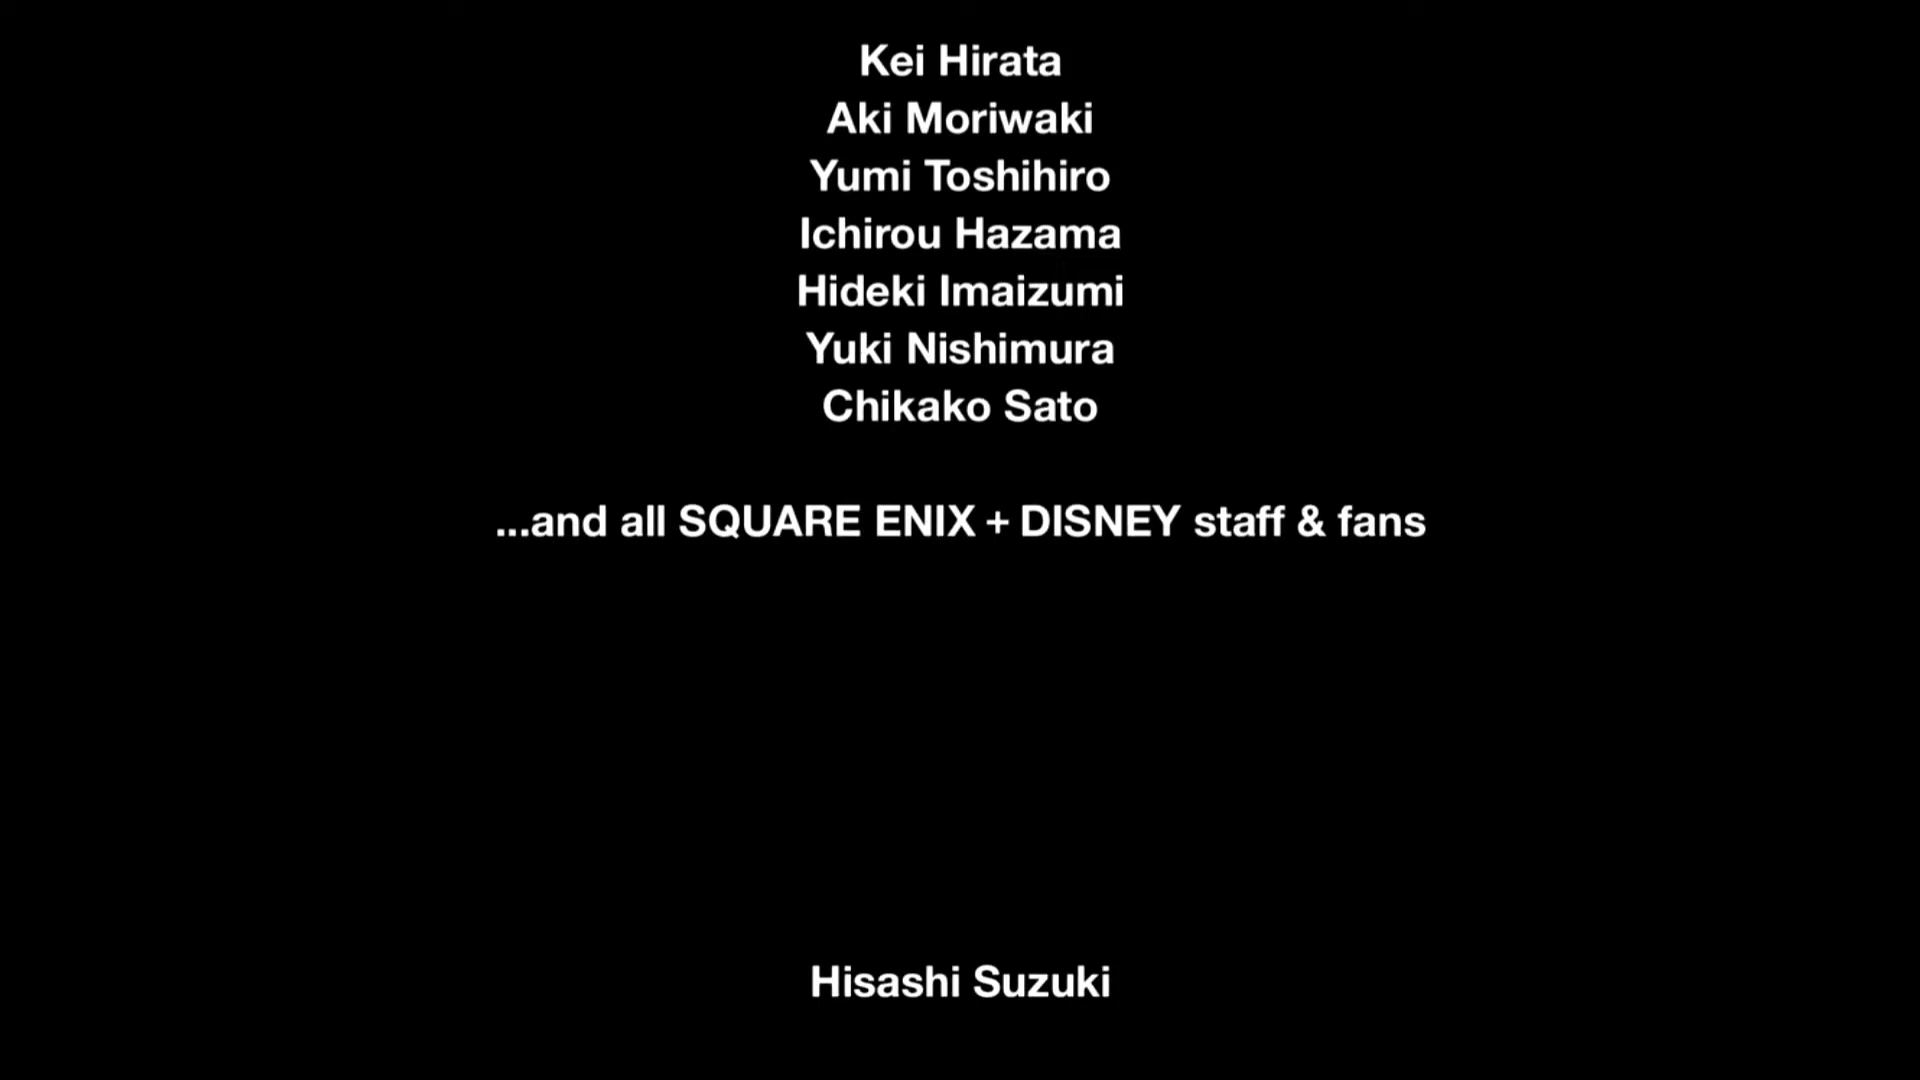 Kei Hirata
Aki Moriwaki
Yumi Toshihiro
Ichirou Hazama
Hideki Imaizumi
Yuki Nishimura
Chikako Sato
...and all SQUARE ENIX + DISNEY staff & fans
Hisashi Suzuki